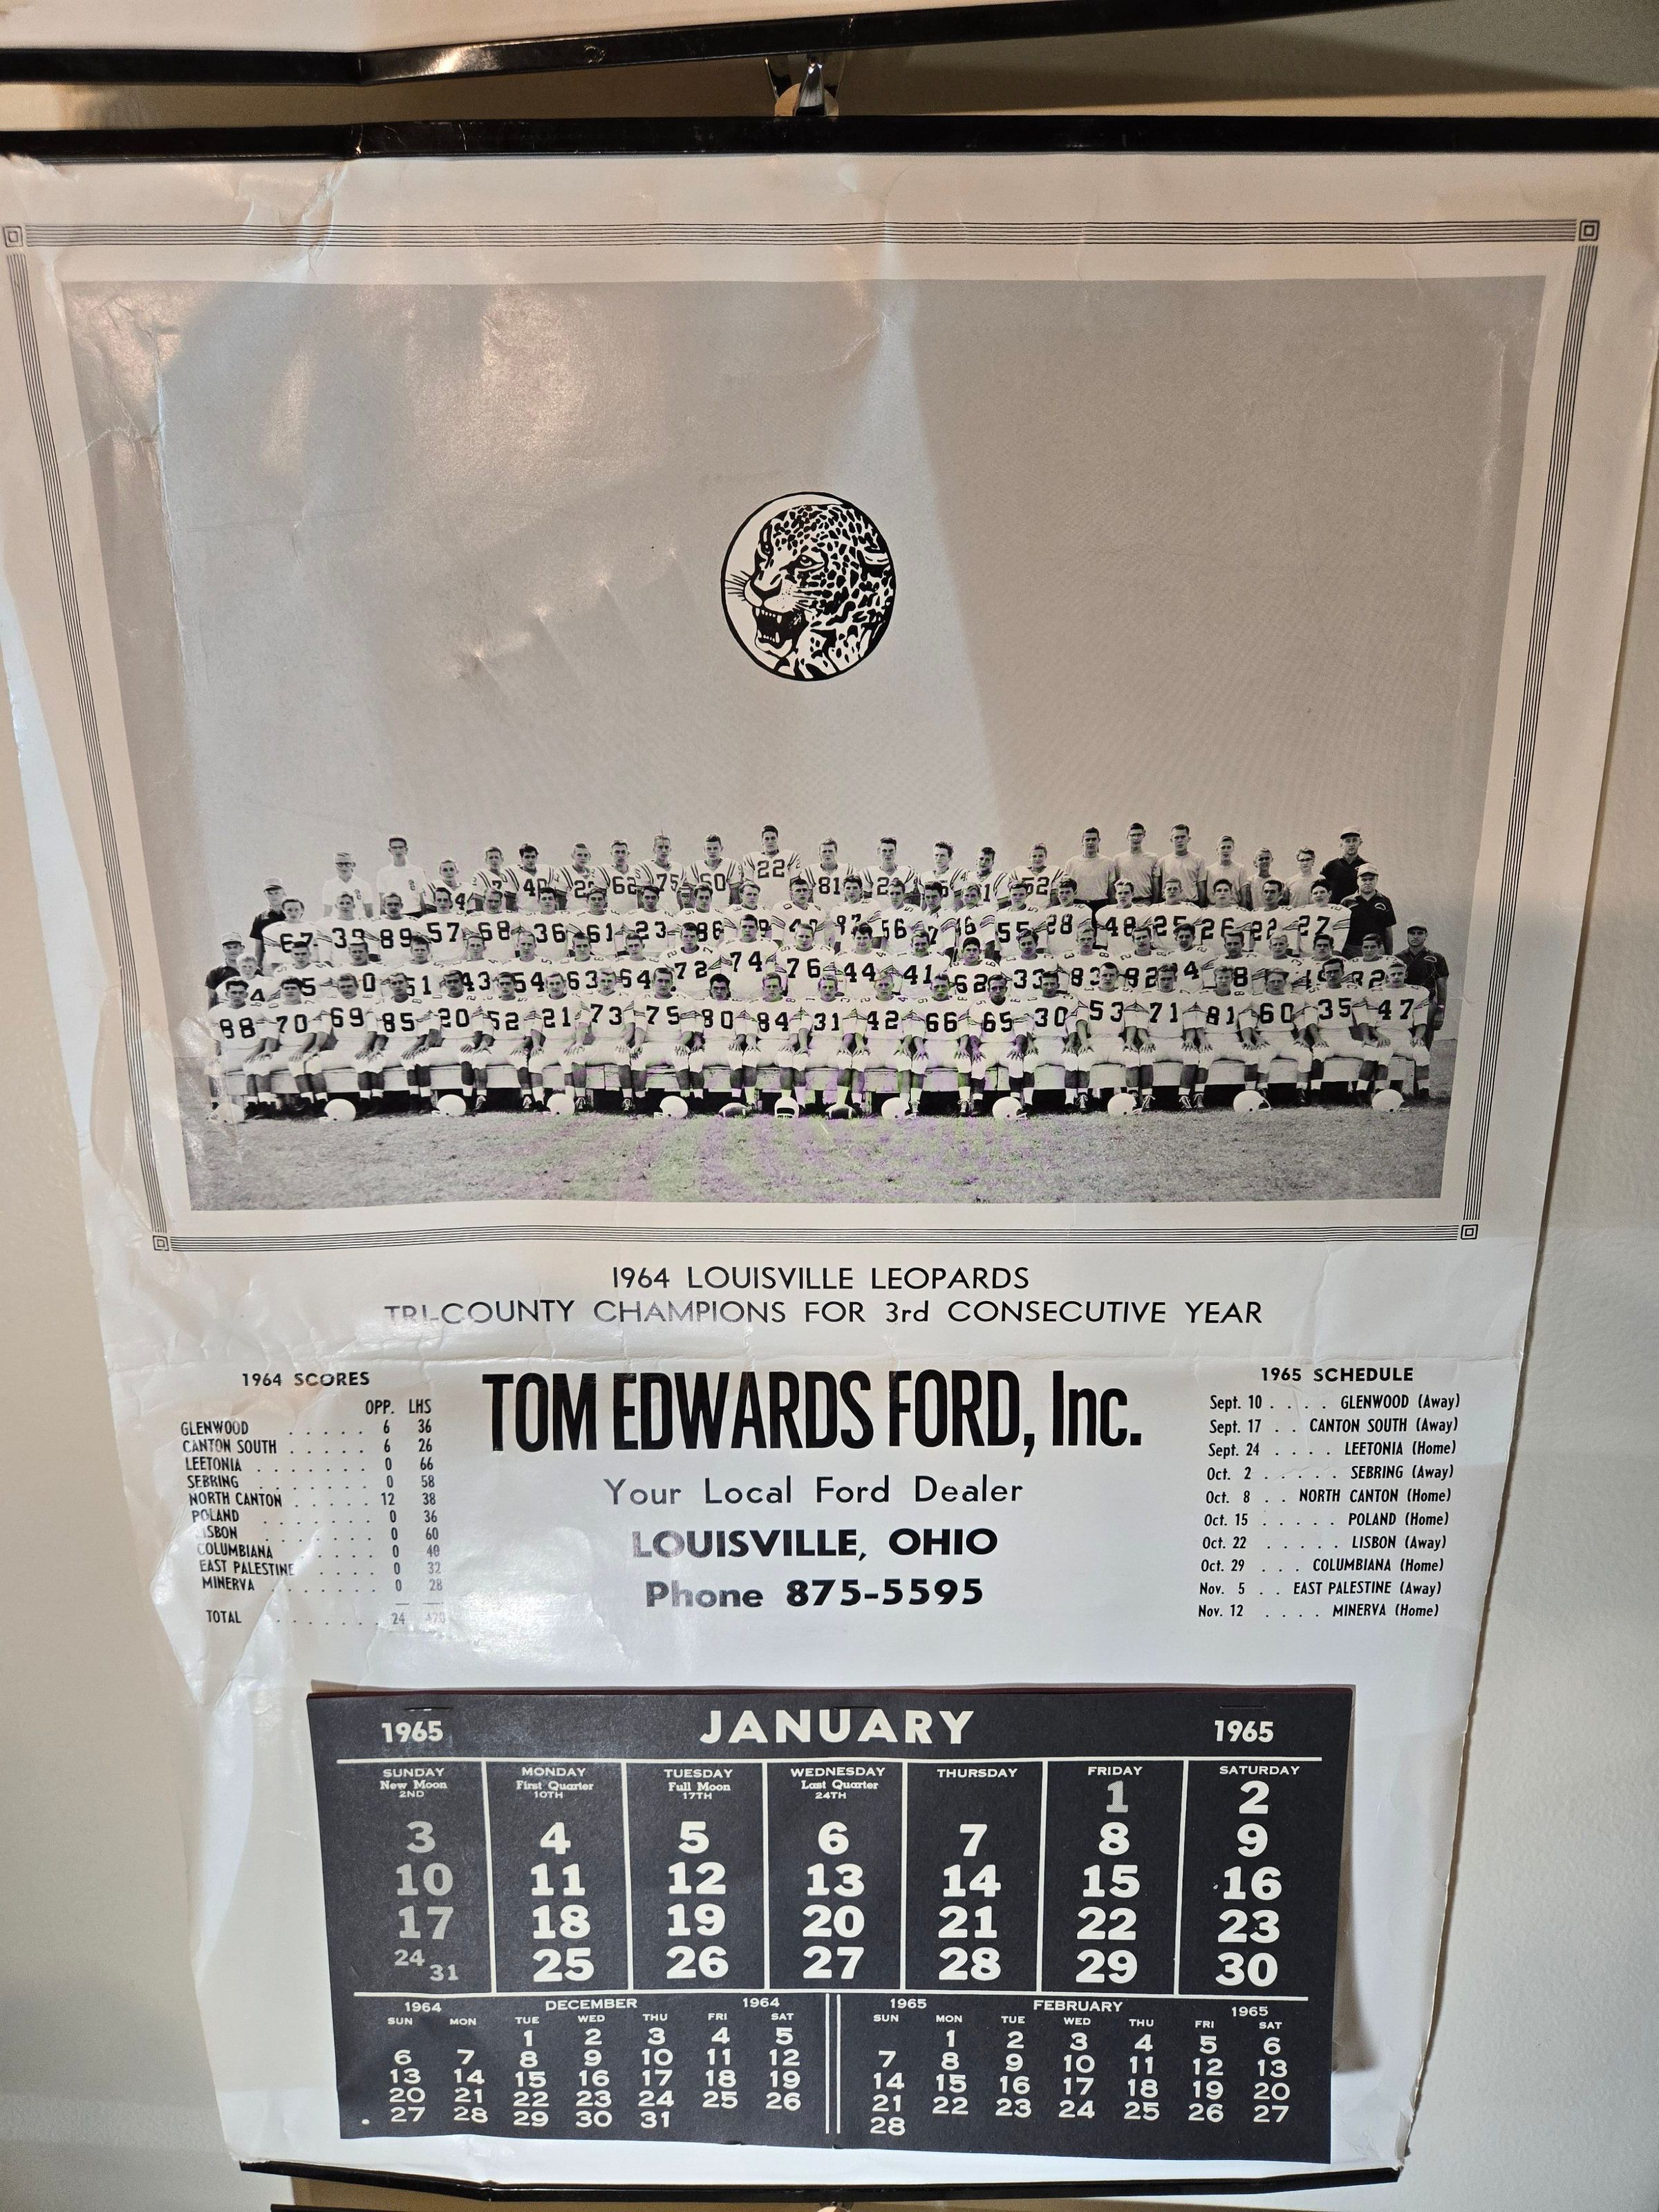 1964 LOUISVILLE LEOPARDS
TRI-COUNTY CHAMPIONS FOR 3rd CONSECUTIVE YEAR
1964 SCORES
OPP. LHS
GLENWOOD . . . . . 6 36
CANTON SOUTH . . . . . 6 26
LEETONIA . . . . . . . 0 66
SEBRING . . . . . . . 0 58
NORTH CANTON . . . . . 12 38
POLAND . . . . . . . 0 36
LISBON . . . . . . . 0 60
COLUMBIANA . . . . . . 0 40
EAST PALESTINE . . . . 0 32
MINERVA . . . . . . . 0 28
TOTAL . . . . . . . . 24
TOM EDWARDS FORD, Inc.
Your Local Ford Dealer
LOUISVILLE, OHIO
Phone 875-5595
1965 SCHEDULE
Sept. 10 . . . . GLENWOOD (Away)
Sept. 17 . . CANTON SOUTH (Away)
Sept. 24 . . . . LEETONIA (Home)
Oct. 2 . . . . . SEBRING (Away)
Oct. 8 . . NORTH CANTON (Home)
Oct. 15 . . . . . POLAND (Home)
Oct. 22 . . . . . LISBON (Away)
Oct. 29 . . . COLUMBIANA (Home)
Nov. 5 . . EAST PALESTINE (Away)
Nov. 12 . . . . MINERVA (Home)
1965 JANUARY 1965
SUNDAY MONDAY TUESDAY WEDNESDAY THURSDAY FRIDAY SATURDAY
New Moon First Quarter Full Moon Last Quarter
2ND 10TH 17TH 24TH
1 2
3 4 5 6 7 8 9
10 11 12 13 14 15 16
17 18 19 20 21 22 23
24 31 25 26 27 28 29 30
1964 DECEMBER 1964
SUN MON TUE WED THU FRI SAT
1 2 3 4 5
6 7 8 9 10 11 12
13 14 15 16 17 18 19
20 21 22 23 24 25 26
27 28 29 30 31
1965 FEBRUARY 1965
SUN MON TUE WED THU FRI SAT
1 2 3 4 5 6
7 8 9 10 11 12 13
14 15 16 17 18 19 20
21 22 23 24 25 26 27
28